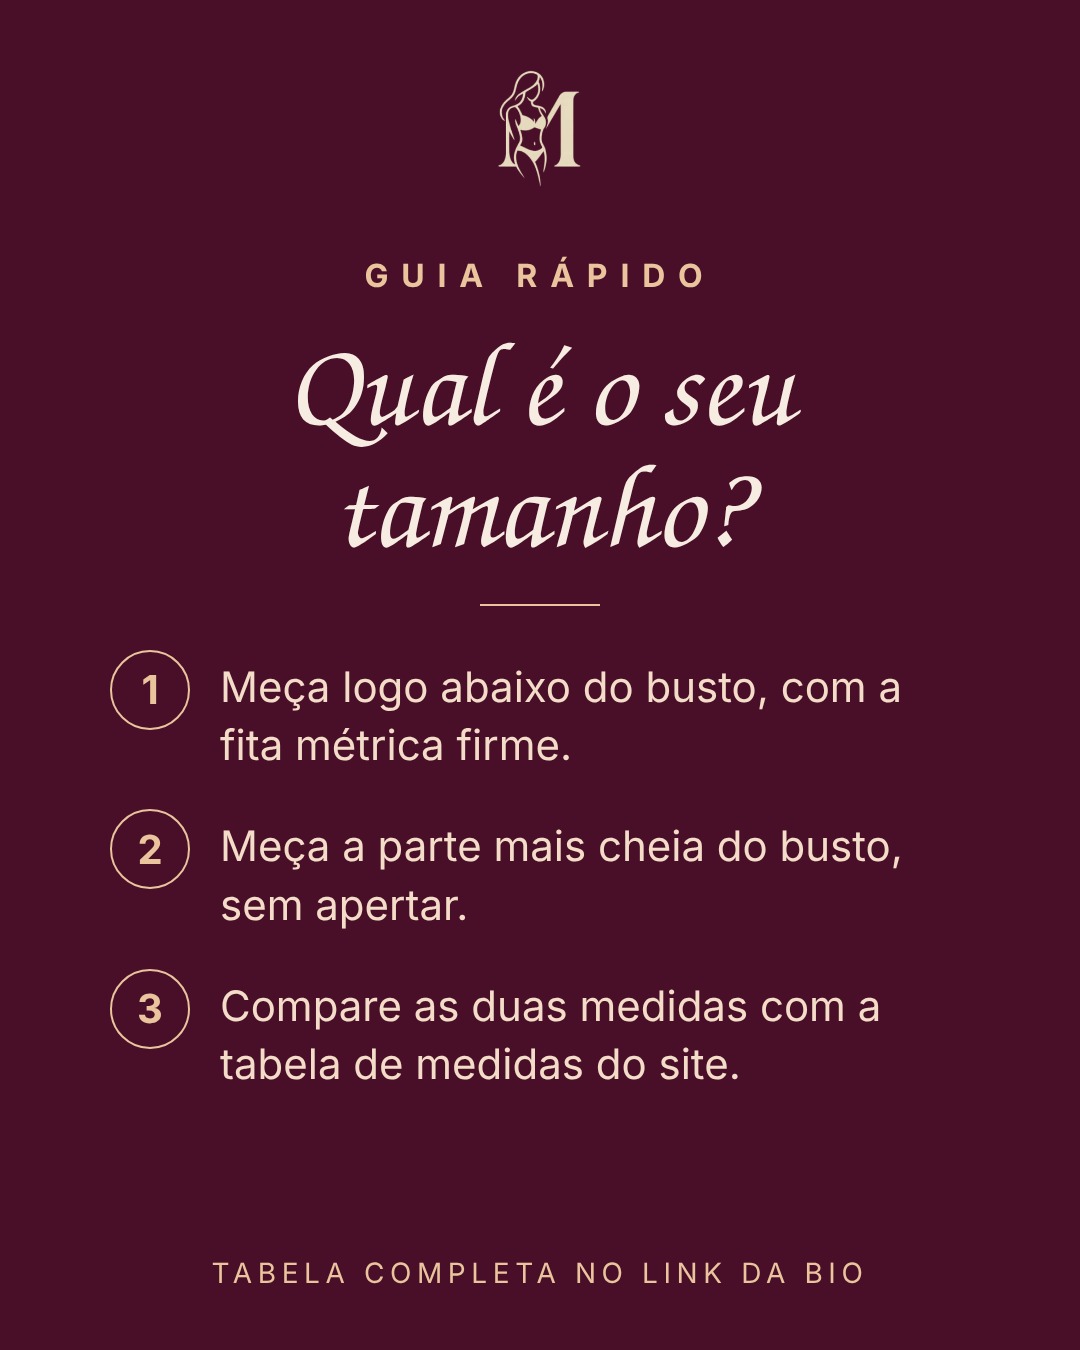 M
GUIA RÁPIDO
Qual é o seu
tamanho?
1 Meça logo abaixo do busto, com a
fita métrica firme.
2 Meça a parte mais cheia do busto,
sem apertar.
3 Compare as duas medidas com a
tabela de medidas do site.
TABELA COMPLETA NO LINK DA BIO